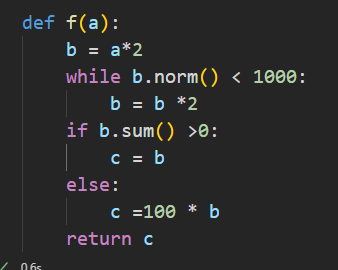 def f(a):
    b = a*2
    while b.norm() < 1000:
        b = b *2
    if b.sum() >0:
        c = b
    else:
        c =100 * b
    return c
0.6s